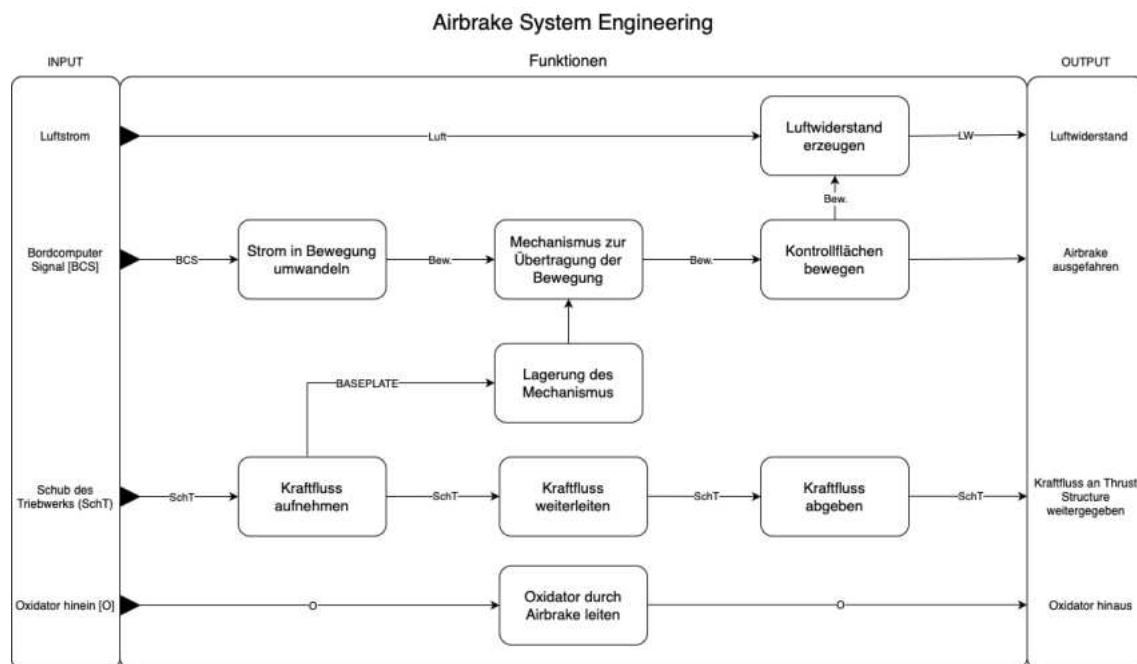 Airbrake System Engineering
INPUT
Funktionen
OUTPUT
Luftstrom
Luft
Luftwiderstand
erzeugen
LW
Luftwiderstand
Bew.
Bordcomputer
Signal [BCS]
BCS
Strom in Bewegung
umwandeln
Bew.
Mechanismus zur
Übertragung der
Bewegung
Bew.
Kontrollflächen
bewegen
Airbrake
ausgefahren
BASEPLATE
Lagerung des
Mechanismus
Schub des
Triebwerks (SchT)
SchT
Kraftfluss
aufnehmen
SchT
Kraftfluss
weiterleiten
SchT
Kraftfluss
abgeben
SchT
Kraftfluss an Thrust
Structure
weitergegeben
Oxidator hinein [O]
O
Oxidator durch
Airbrake leiten
O
Oxidator hinaus